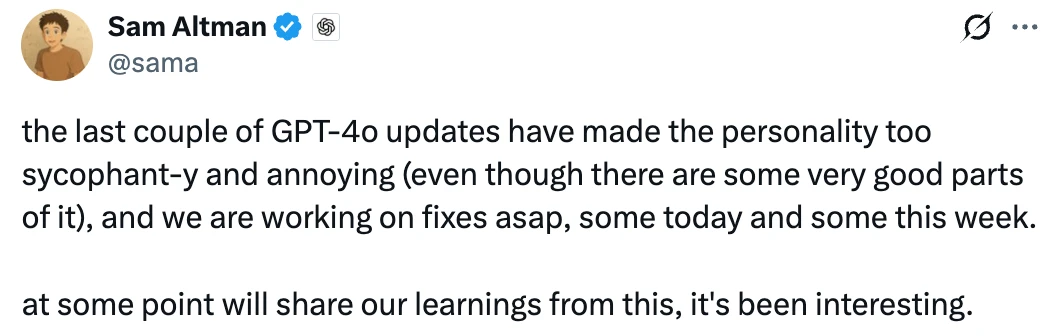 Sam Altman
@sama
the last couple of GPT-4o updates have made the personality too
sycophant-y and annoying (even though there are some very good parts
of it), and we are working on fixes asap, some today and some this week.
at some point will share our learnings from this, it's been interesting.